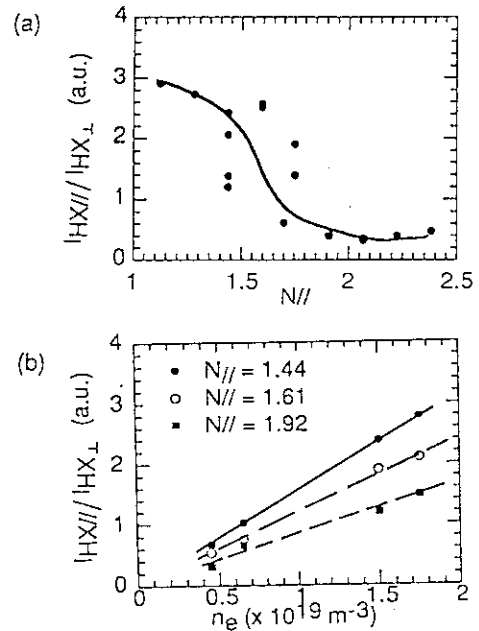 (a)
I_HX///I_HX⊥ (a.u.)
4
3
2
1
0
1 1.5 2 2.5
N//
(b)
I_HX///I_HX⊥ (a.u.)
4
3
2
1
0
N// = 1.44
N// = 1.61
N// = 1.92
0 0.5 1 1.5 2
n_e (x 10^19 m^-3)